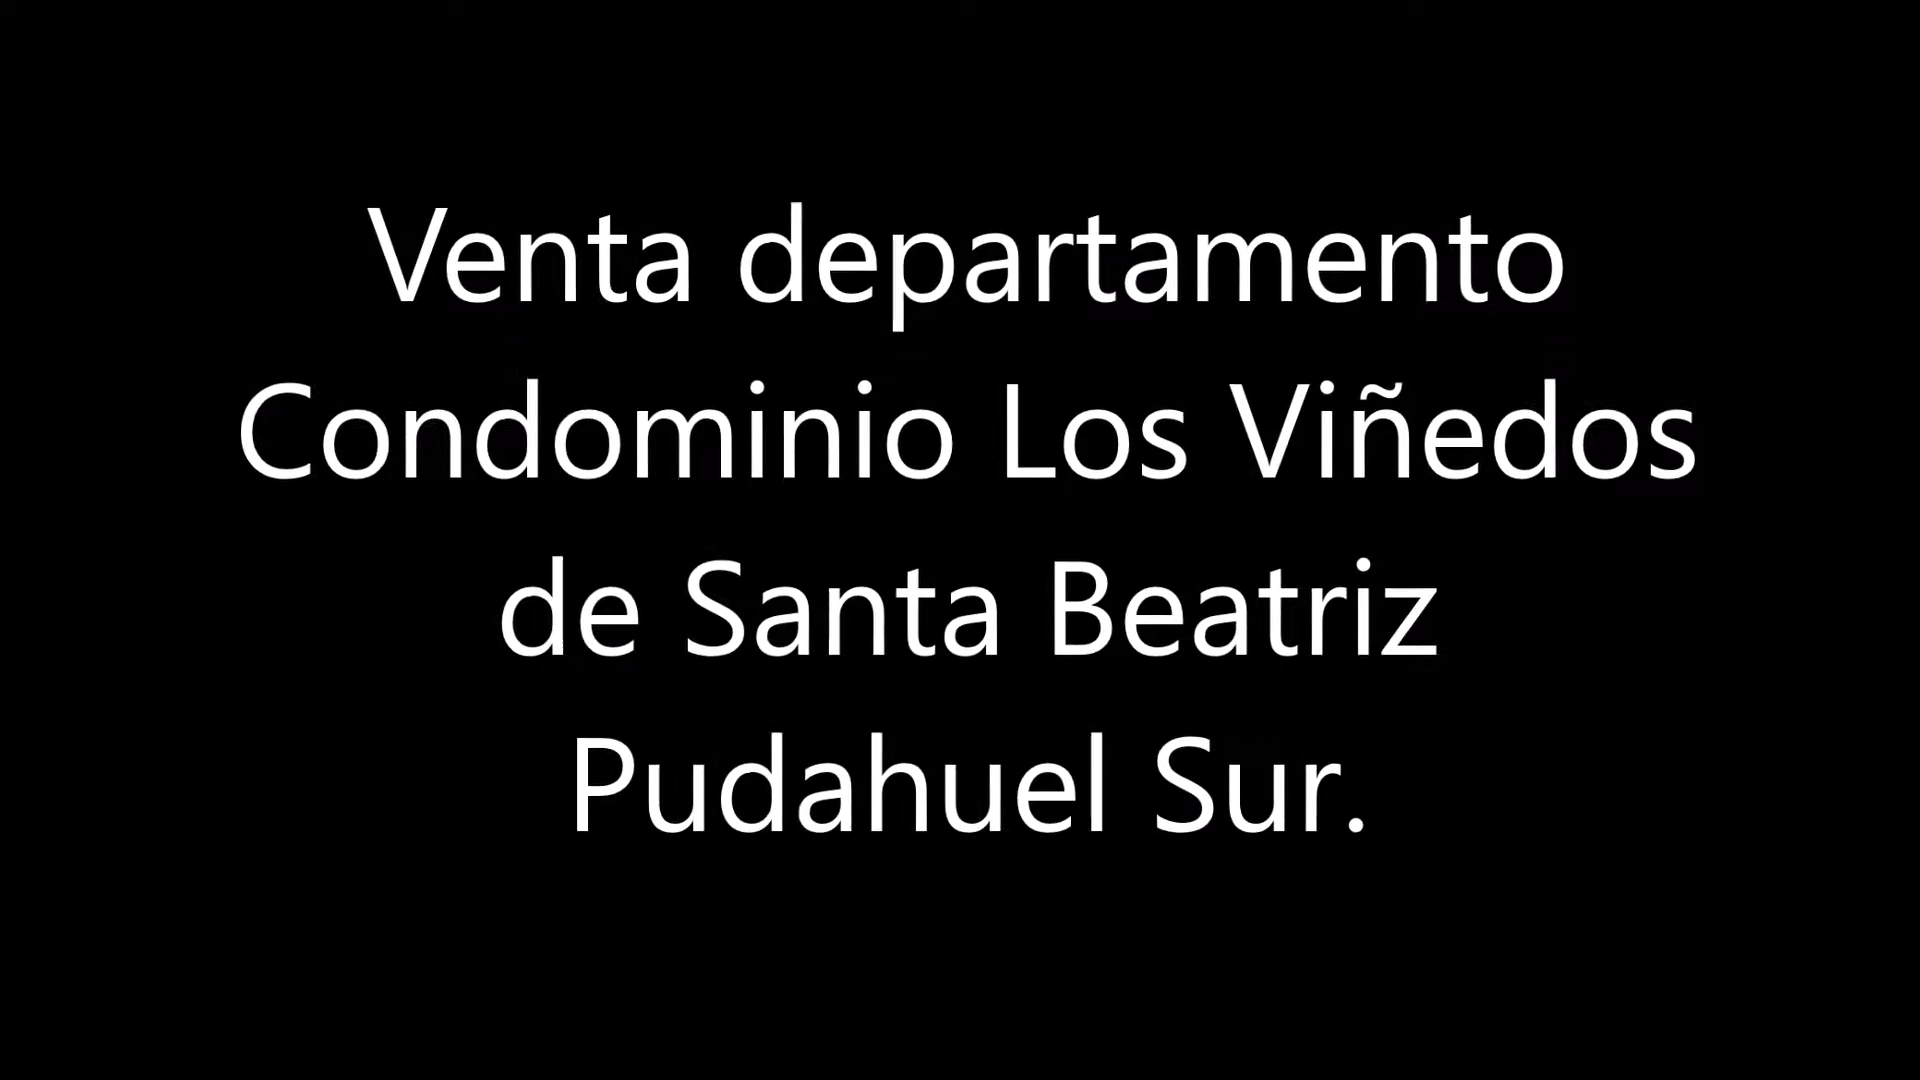 Venta departamento
Condominio Los Viñedos
de Santa Beatriz
Pudahuel Sur.